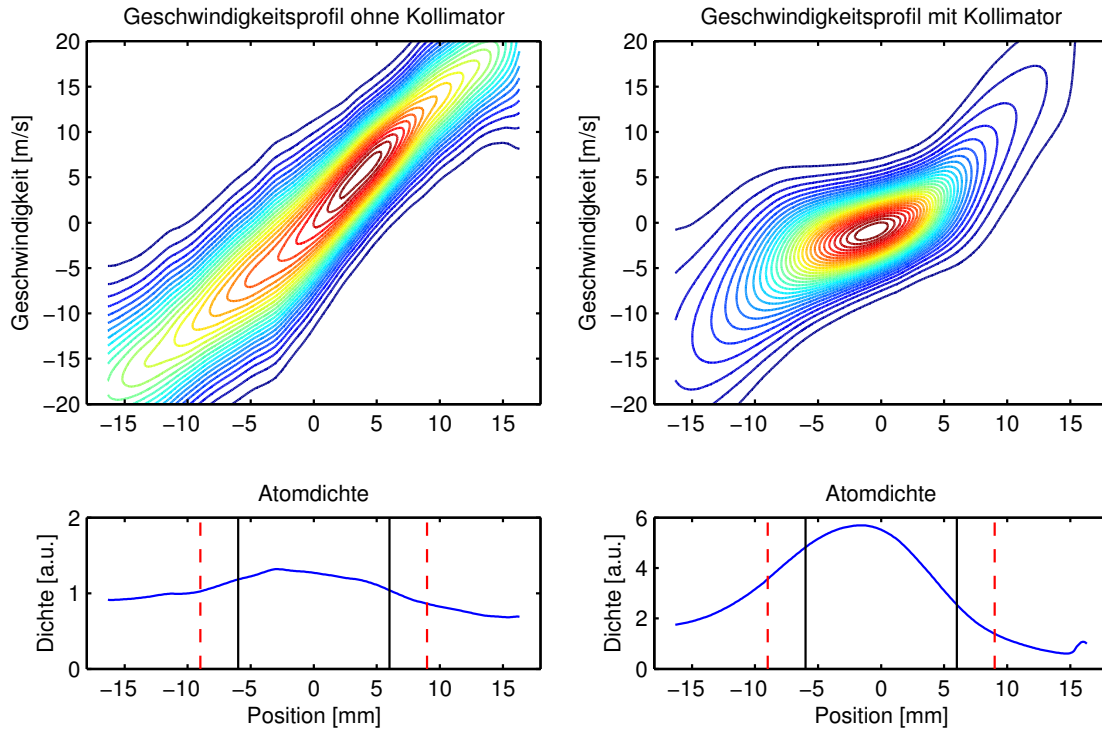 Geschwindigkeitsprofil ohne Kollimator
Geschwindigkeit [m/s]
20
15
10
5
0
−5
−10
−15
−20
−15 −10 −5 0 5 10 15
Geschwindigkeitsprofil mit Kollimator
Geschwindigkeit [m/s]
20
15
10
5
0
−5
−10
−15
−20
−15 −10 −5 0 5 10 15
Atomdichte
Dichte [a.u.]
2
1
0
−15 −10 −5 0 5 10 15
Position [mm]
Atomdichte
Dichte [a.u.]
6
4
2
0
−15 −10 −5 0 5 10 15
Position [mm]